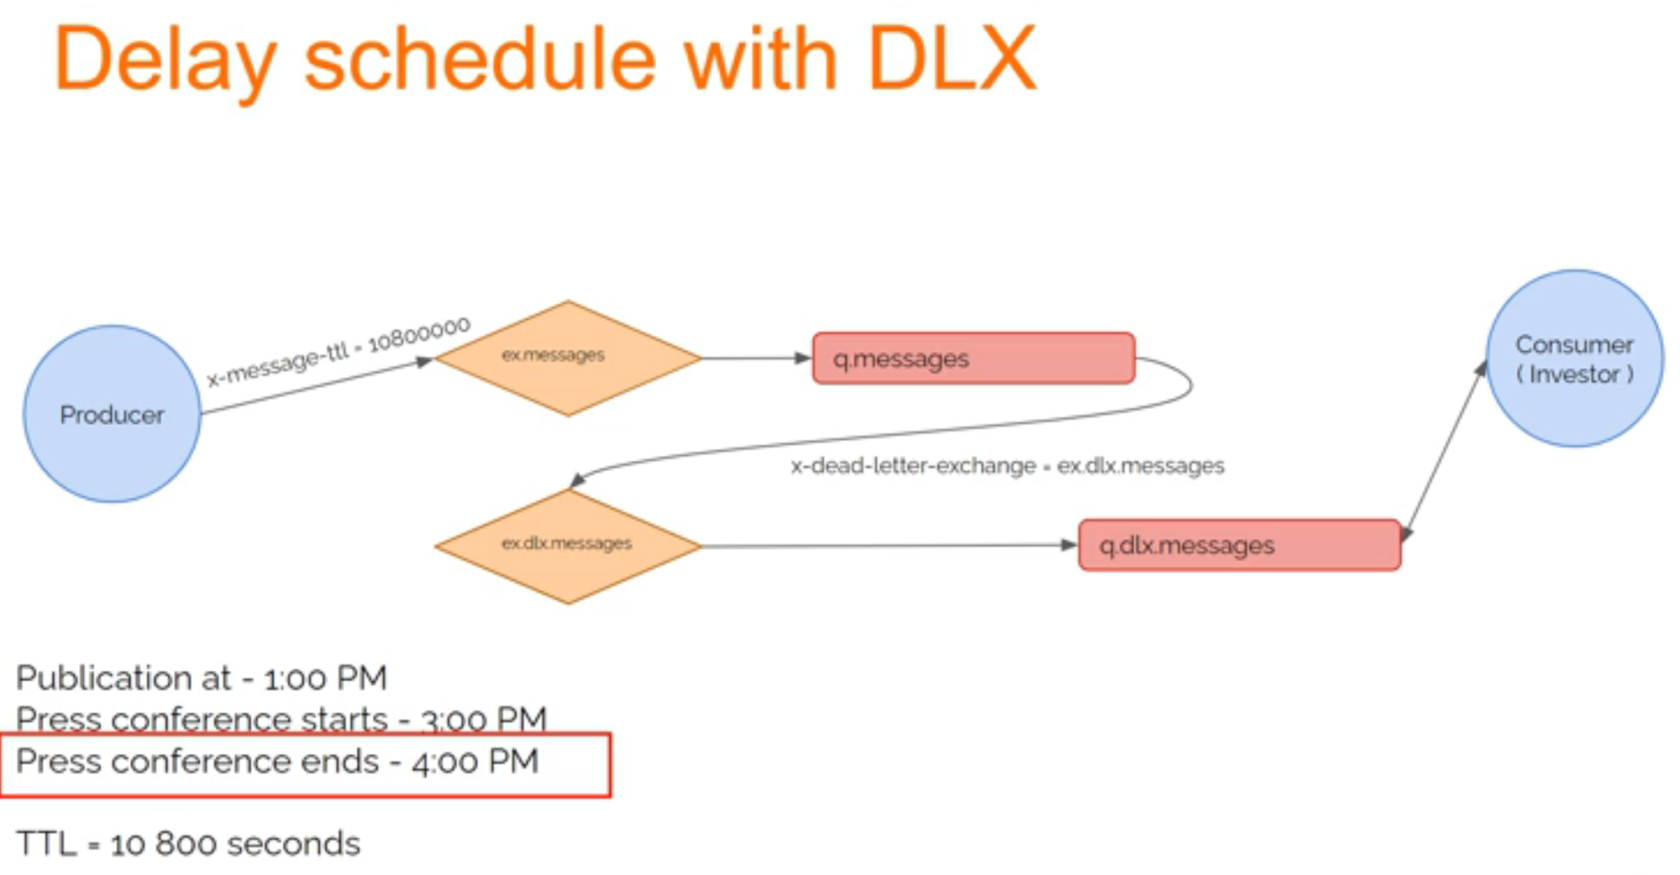 Delay schedule with DLX
x-message-ttl = 10800000
Producer
ex.messages
q.messages
Consumer
( Investor )
x-dead-letter-exchange = ex.dlx.messages
ex.dlx.messages
q.dlx.messages
Publication at - 1:00 PM
Press conference starts - 3:00 PM
Press conference ends - 4:00 PM
TTL = 10 800 seconds